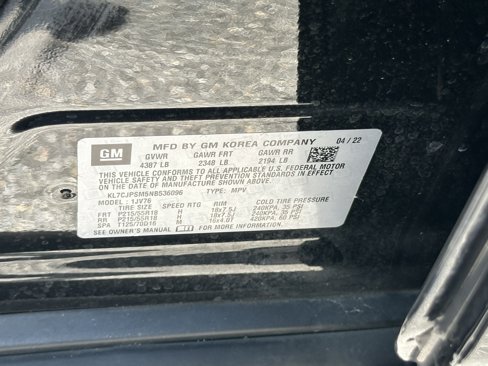 GM
MFD BY GM KOREA COMPANY 04 / 22
GVWR GAWR FRT GAWR RR
4387 LB 2348 LB 2194 LB
THIS VEHICLE CONFORMS TO ALL APPLICABLE U.S. FEDERAL MOTOR
VEHICLE SAFETY AND THEFT PREVENTION STANDARDS IN EFFECT
ON THE DATE OF MANUFACTURE SHOWN ABOVE.
KL7CJPSM5NB536096 TYPE: MPV
MODEL: 1JV76
TIRE SIZE SPEED RTG RIM COLD TIRE PRESSURE
FRT P215/55R18 H 18x7.5J 240KPA, 35 PSI
RR P215/55R18 H 18x7.5J 240KPA, 35 PSI
SPA T125/70D16 M 16x4.0T 420KPA, 60 PSI
SEE OWNER'S MANUAL FOR MORE INFORMATION.